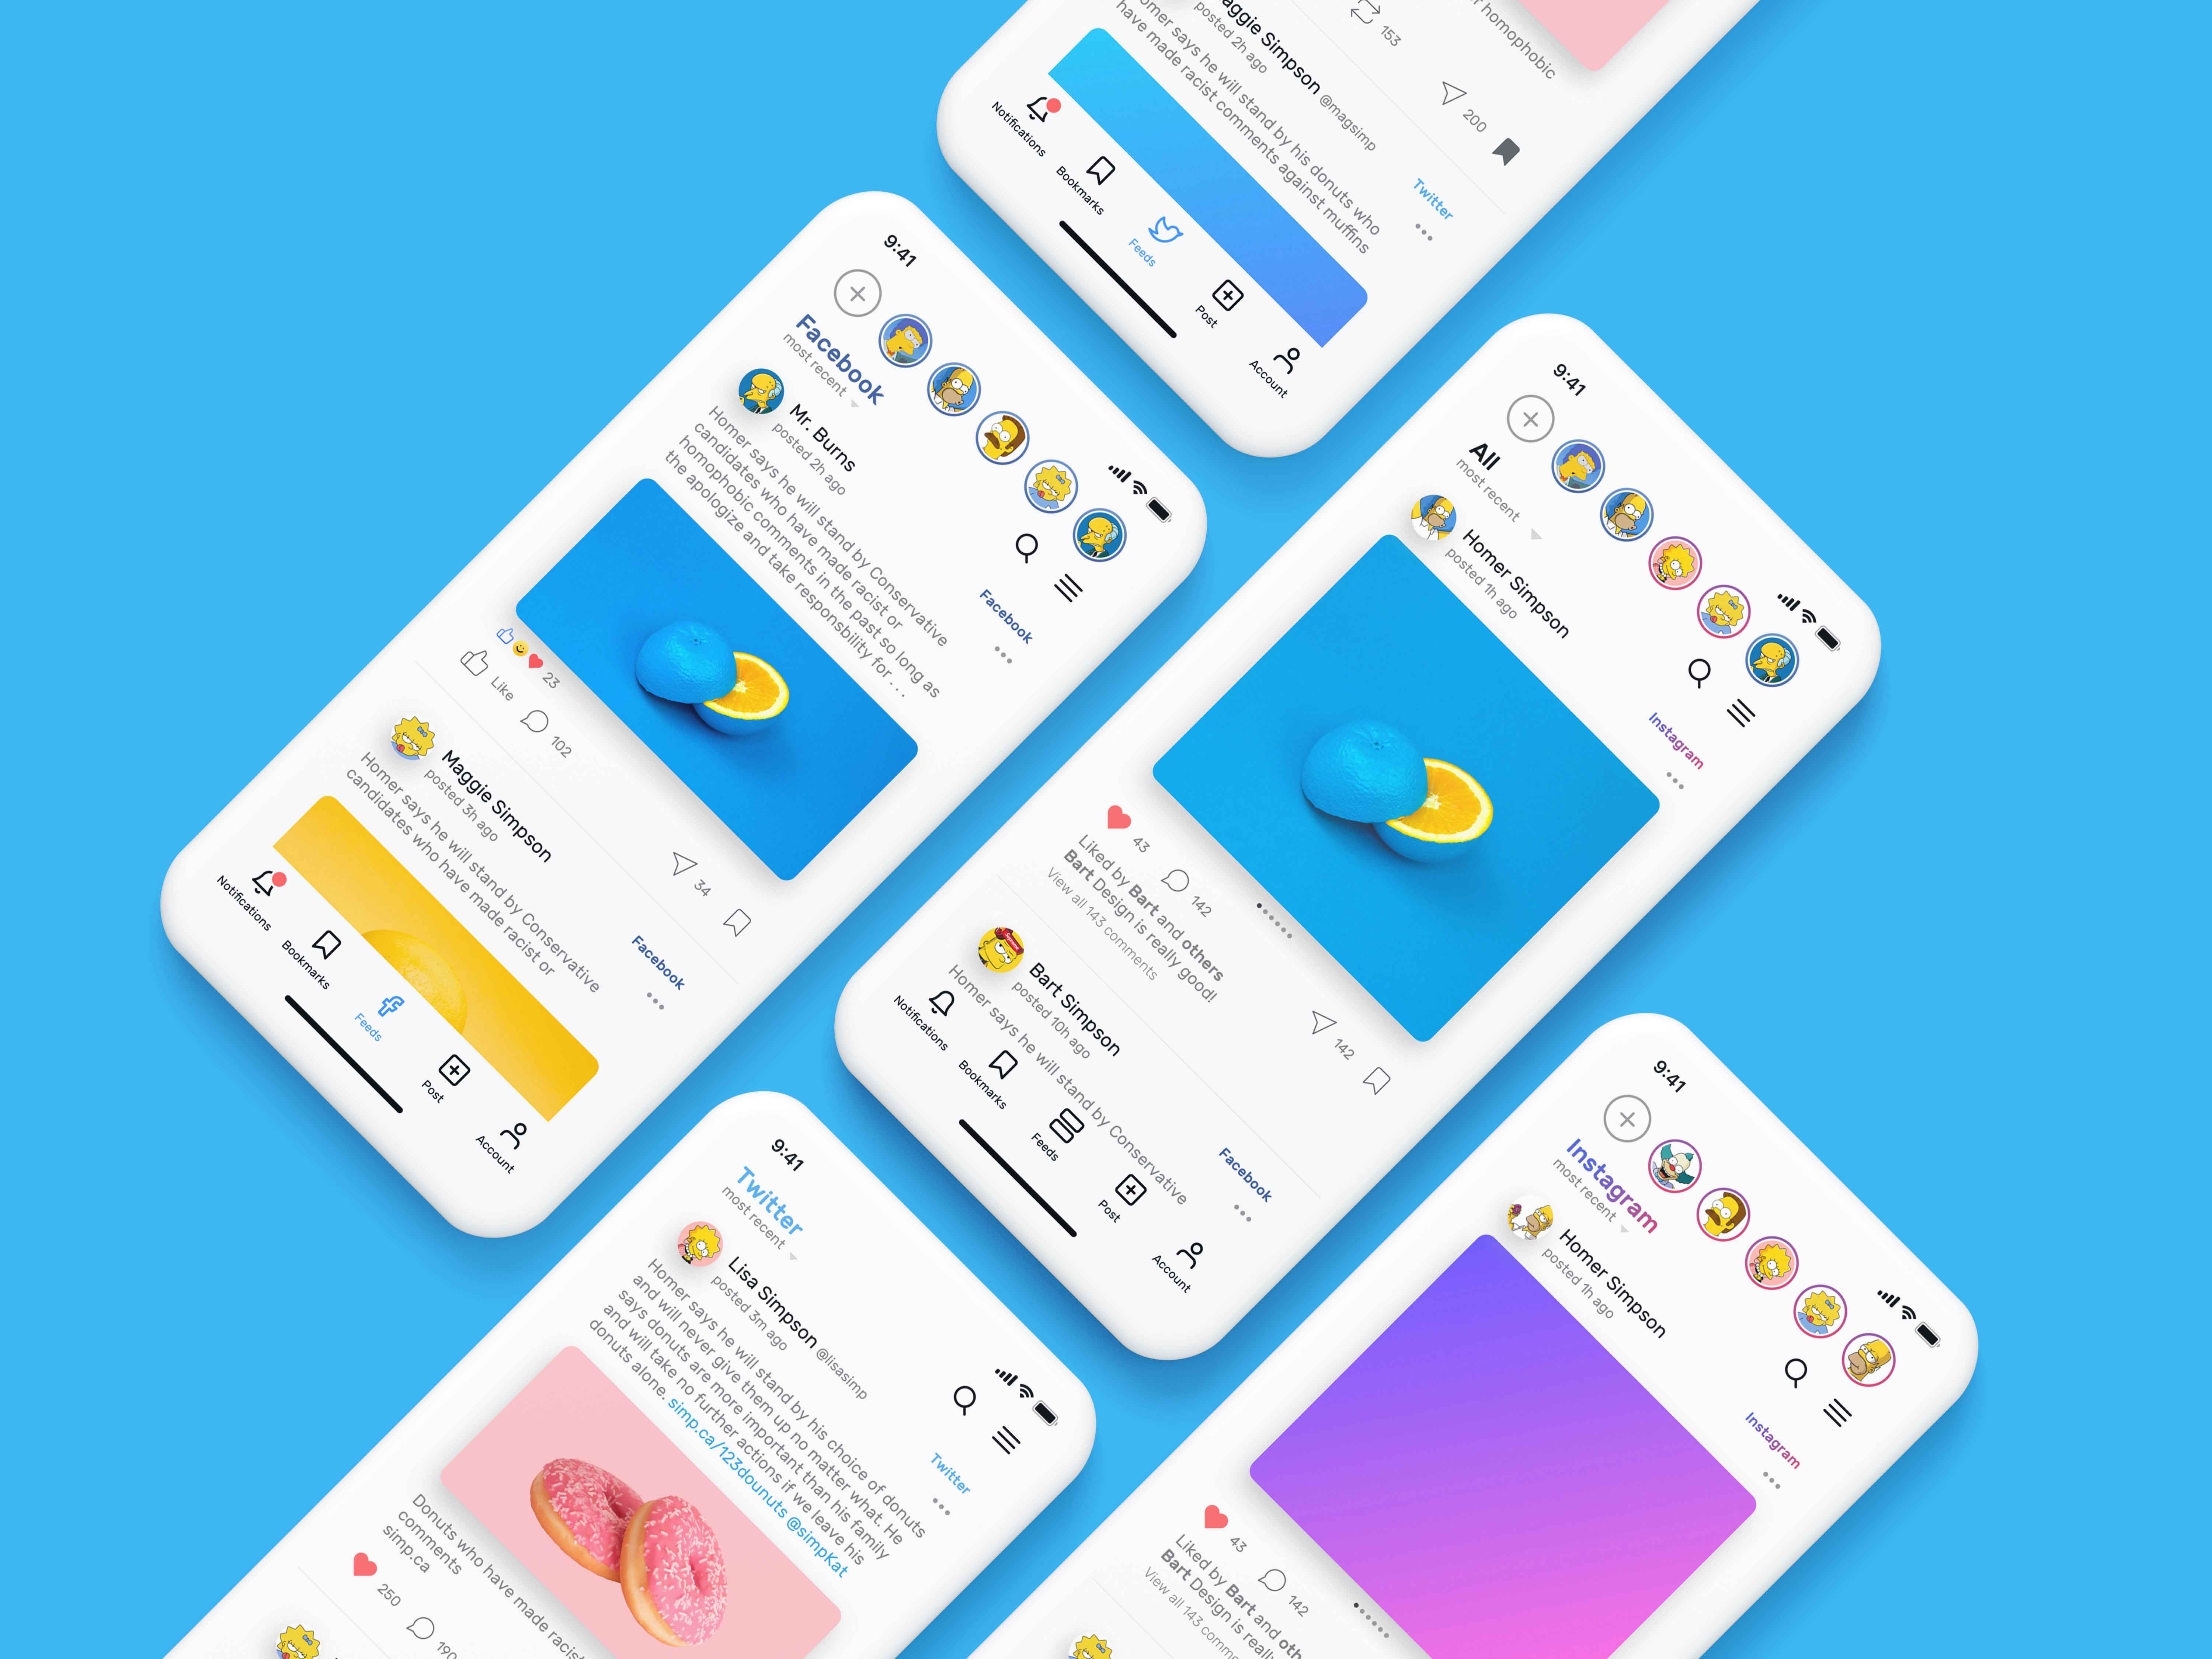 homophobic
153
200
Maggie Simpson @magsimp
posted 2h ago
Twitter
Homer says he will stand by his donuts who
have made racist comments against muffins
Notifications
Bookmarks
Feeds
Post
Account
9:41
Facebook
most recent
Mr. Burns
posted 2h ago
Facebook
Homer says he will stand by Conservative
candidates who have made racist or
homophobic comments in the past so long as
the apologize and take responsbility for . . .
23
Like
102
34
Maggie Simpson
posted 3h ago
Facebook
Homer says he will stand by Conservative
candidates who have made racist or
Notifications
Bookmarks
Feeds
Post
Account
9:41
All
most recent
Homer Simpson
posted 1h ago
Instagram
43
142
142
Liked by Bart and others
Bart Design is really good!
View all 143 comments
Bart Simpson
posted 10h ago
Facebook
Homer says he will stand by Conservative
Notifications
Bookmarks
Feeds
Post
Account
9:41
Twitter
most recent
Lisa Simpson @lisasimp
posted 3m ago
Twitter
Homer says he will stand by his choice of donuts
and will never give them up no matter what. He
says donuts are more important than his family
and will take no further actions if we leave his
donuts alone. simp.ca/123dounuts @simpKat
Donuts who have made racist
comments
simp.ca
250
190
9:41
Instagram
most recent
Homer Simpson
posted 1h ago
Instagram
43
142
Liked by Bart and oth
Bart Design is really
View all 143 comm